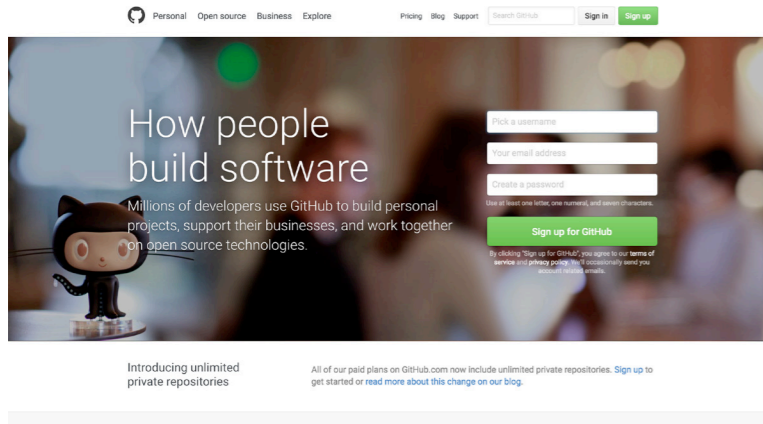 Personal Open source Business Explore Pricing Blog Support Search GitHub Sign in Sign up
How people
build software
Millions of developers use GitHub to build personal
projects, support their businesses, and work together
on open source technologies.
Pick a username
Your email address
Create a password
Use at least one letter, one numeral, and seven characters.
Sign up for GitHub
By clicking "Sign up for GitHub", you agree to our terms of
service and privacy policy. We'll occasionally send you
account related emails.
Introducing unlimited
private repositories
All of our paid plans on GitHub.com now include unlimited private repositories. Sign up to
get started or read more about this change on our blog.